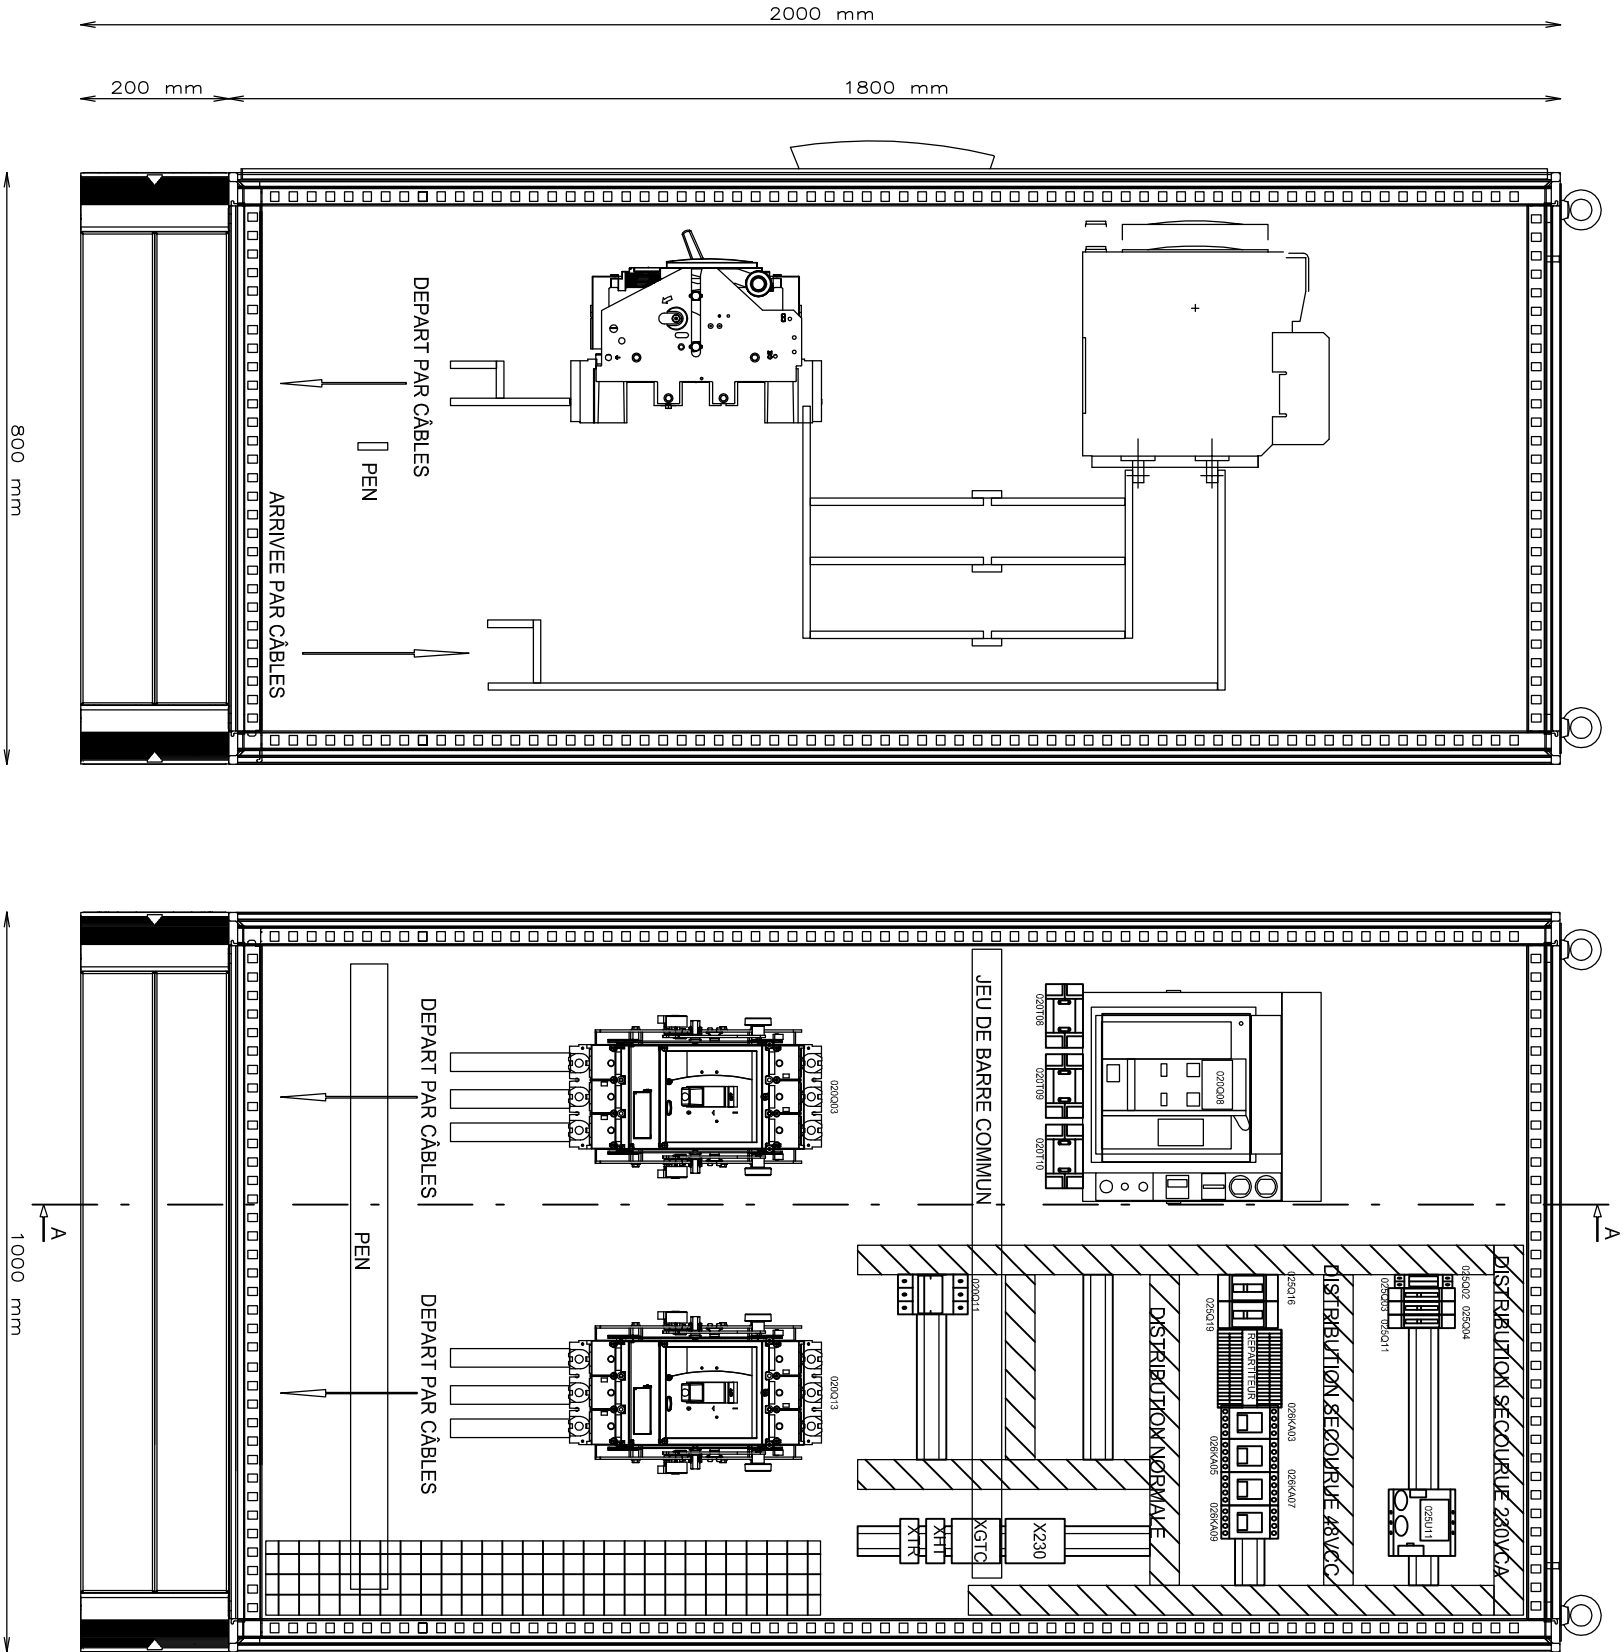 2000 mm
200 mm
1800 mm
800 mm
DEPART PAR CÂBLES
PEN
ARRIVEE PAR CÂBLES
1000 mm
A
A
DISTRIBUTION SECOURUE 230VCA
025Q02
025Q04
025Q03
025Q11
025U11
DISTRIBUTION SECOURUE 48VCC
025Q16
025Q19
REPARTITEUR
026KA03
026KA05
026KA07
026KA09
DISTRIBUTION NORMALE
020Q08
020T08
020T09
020T10
JEU DE BARRE COMMUN
020Q11
X230
XGTC
XHT
XTR
020Q03
020Q13
DEPART PAR CÂBLES
DEPART PAR CÂBLES
PEN